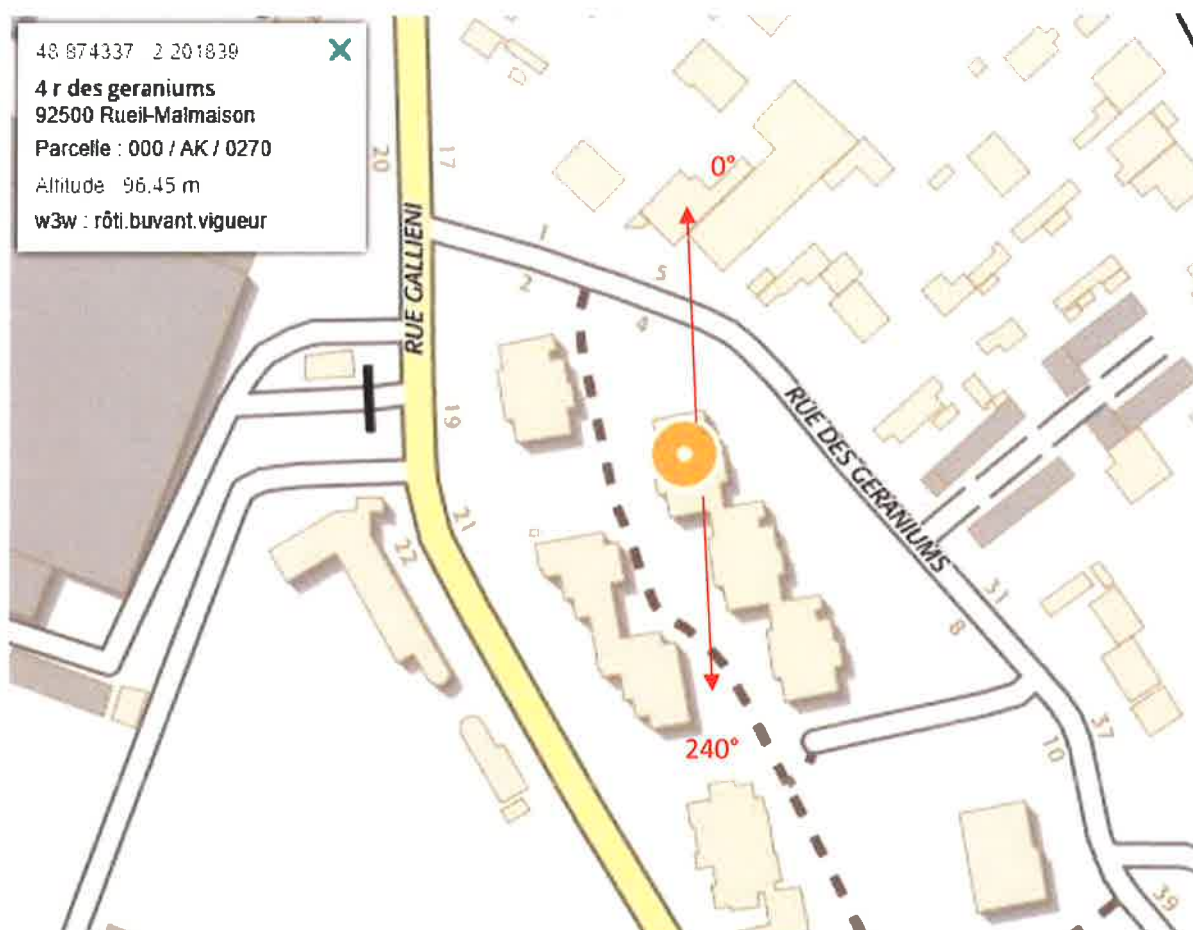 48.874337 2.201839
X
4 r des geraniums
92500 Rueil-Malmaison
Parcelle : 000 / AK / 0270
Altitude 96.45 m
w3w : rôti.buvant.vigueur
20
17
0°
RUE GALLIENI
1
5
2
4
19
RUE DES GERANIUMS
21
22
31
8
240°
37
10
39